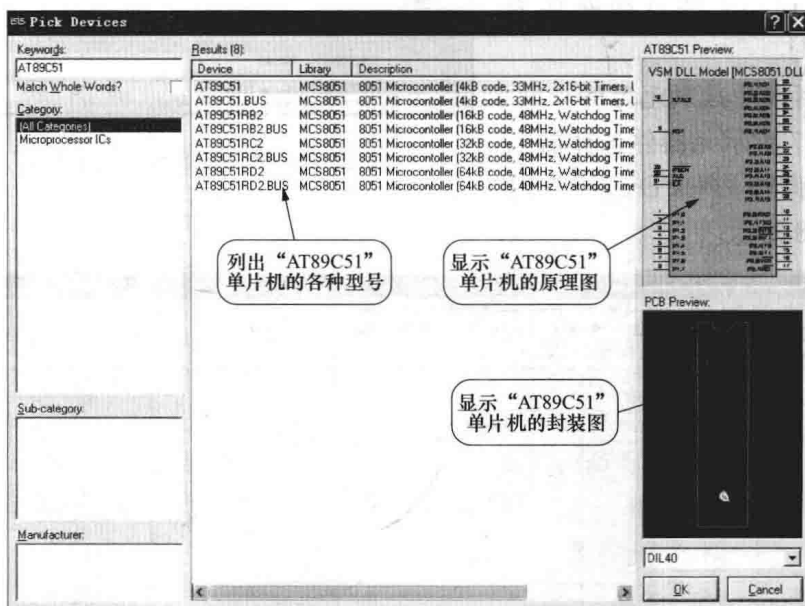 ISIS Pick Devices
Keywords:
AT89C51
Match Whole Words?
Category:
(All Categories)
Microprocessor ICs
Sub-category:
Manufacturer:
Results (8):
Device Library Description
AT89C51 MCS8051 8051 Microcontoller (4kB code, 33MHz, 2x16-bit Timers, U
AT89C51.BUS MCS8051 8051 Microcontoller (4kB code, 33MHz, 2x16-bit Timers, U
AT89C51RB2 MCS8051 8051 Microcontoller (16kB code, 48MHz, Watchdog Time
AT89C51RB2.BUS MCS8051 8051 Microcontoller (16kB code, 48MHz, Watchdog Time
AT89C51RC2 MCS8051 8051 Microcontoller (32kB code, 48MHz, Watchdog Time
AT89C51RC2.BUS MCS8051 8051 Microcontoller (32kB code, 48MHz, Watchdog Time
AT89C51RD2 MCS8051 8051 Microcontoller (64kB code, 40MHz, Watchdog Time
AT89C51RD2.BUS MCS8051 8051 Microcontoller (64kB code, 40MHz, Watchdog Time
列出“AT89C51”
单片机的各种型号
显示“AT89C51”
单片机的原理图
显示“AT89C51”
单片机的封装图
AT89C51 Preview:
VSM DLL Model [MCS8051.DLL
PCB Preview:
DIL40
OK Cancel